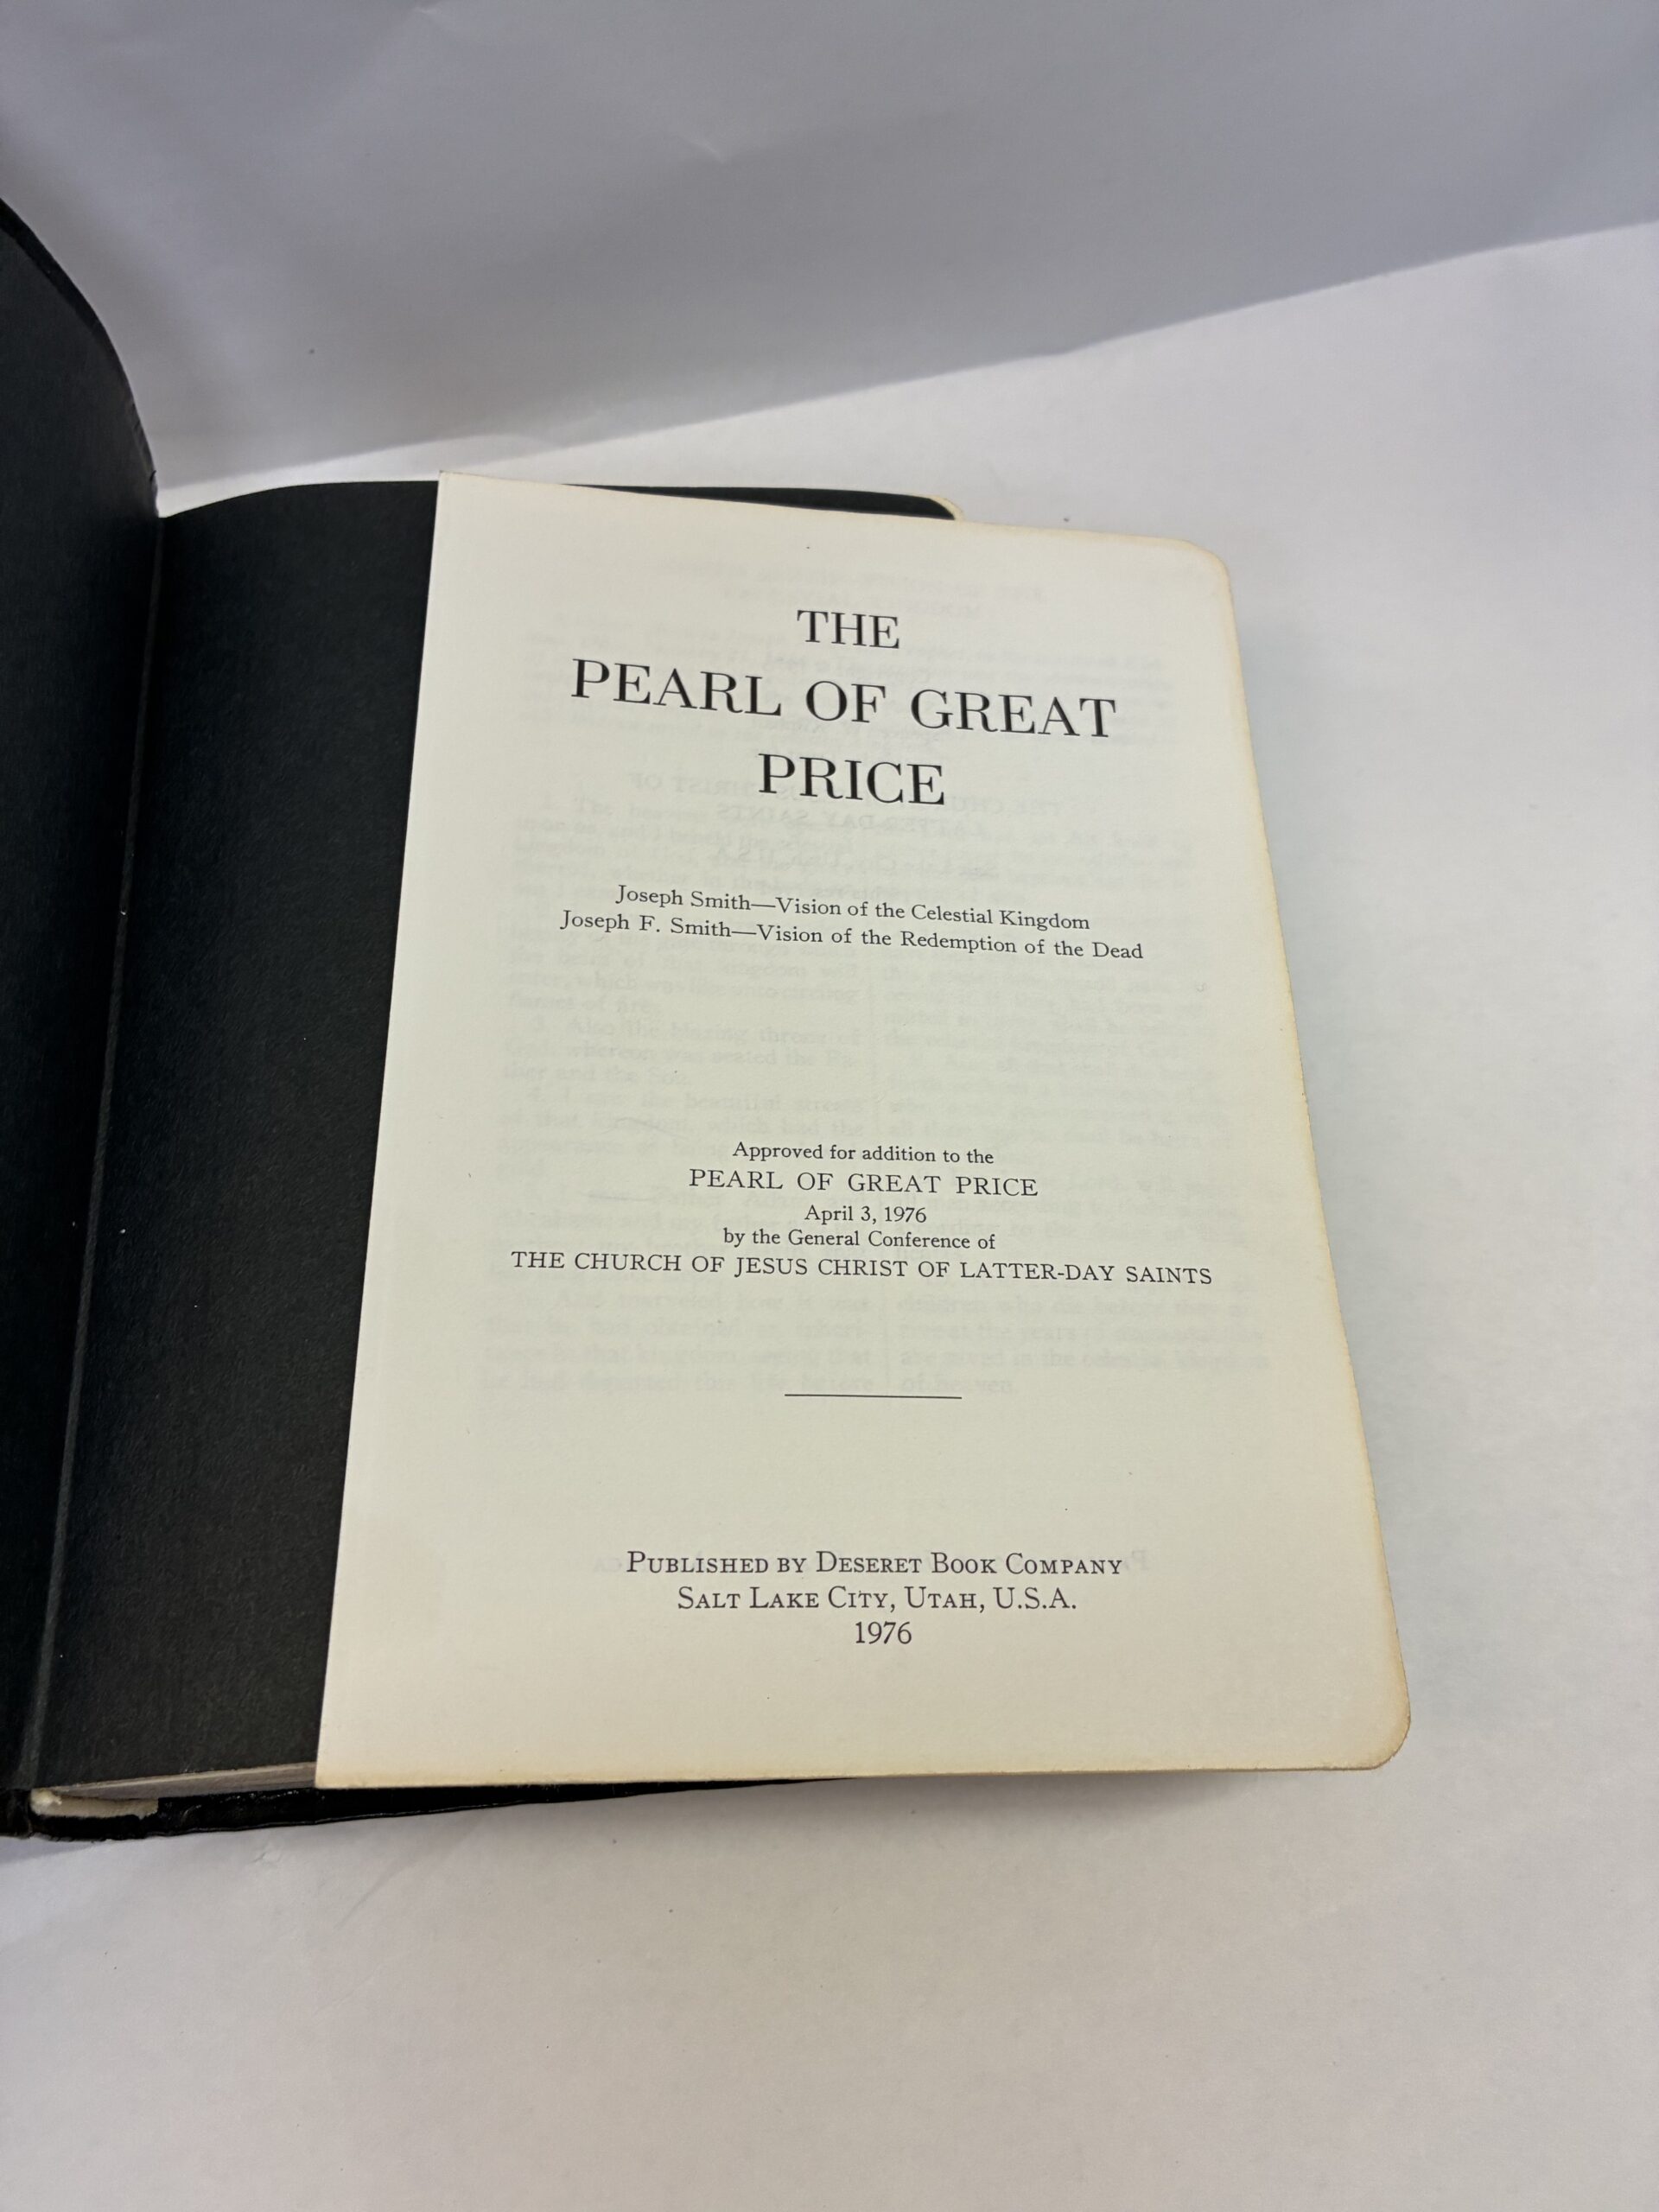 THE
PEARL OF GREAT
PRICE
Joseph Smith—Vision of the Celestial Kingdom
Joseph F. Smith—Vision of the Redemption of the Dead
Approved for addition to the
PEARL OF GREAT PRICE
April 3, 1976
by the General Conference of
THE CHURCH OF JESUS CHRIST OF LATTER-DAY SAINTS
PUBLISHED BY DESERET BOOK COMPANY
SALT LAKE CITY, UTAH, U.S.A.
1976